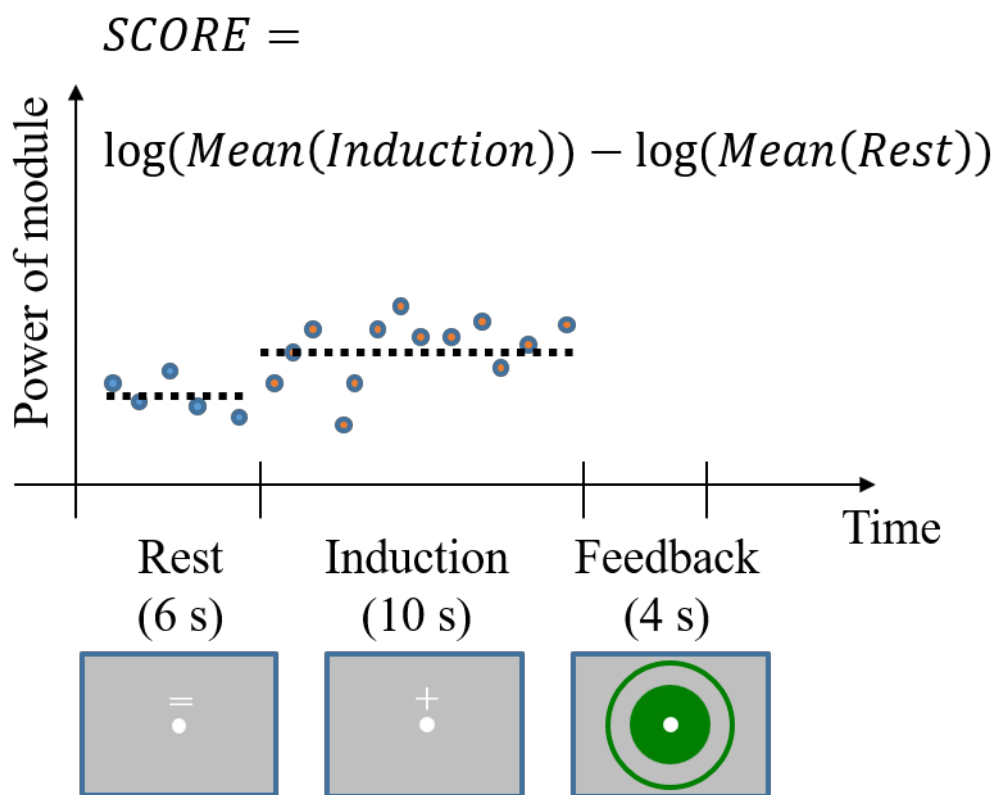 SCORE =
log(Mean(Induction)) − log(Mean(Rest))
Power of module
Time
Rest
(6 s)
Induction
(10 s)
Feedback
(4 s)
=
+